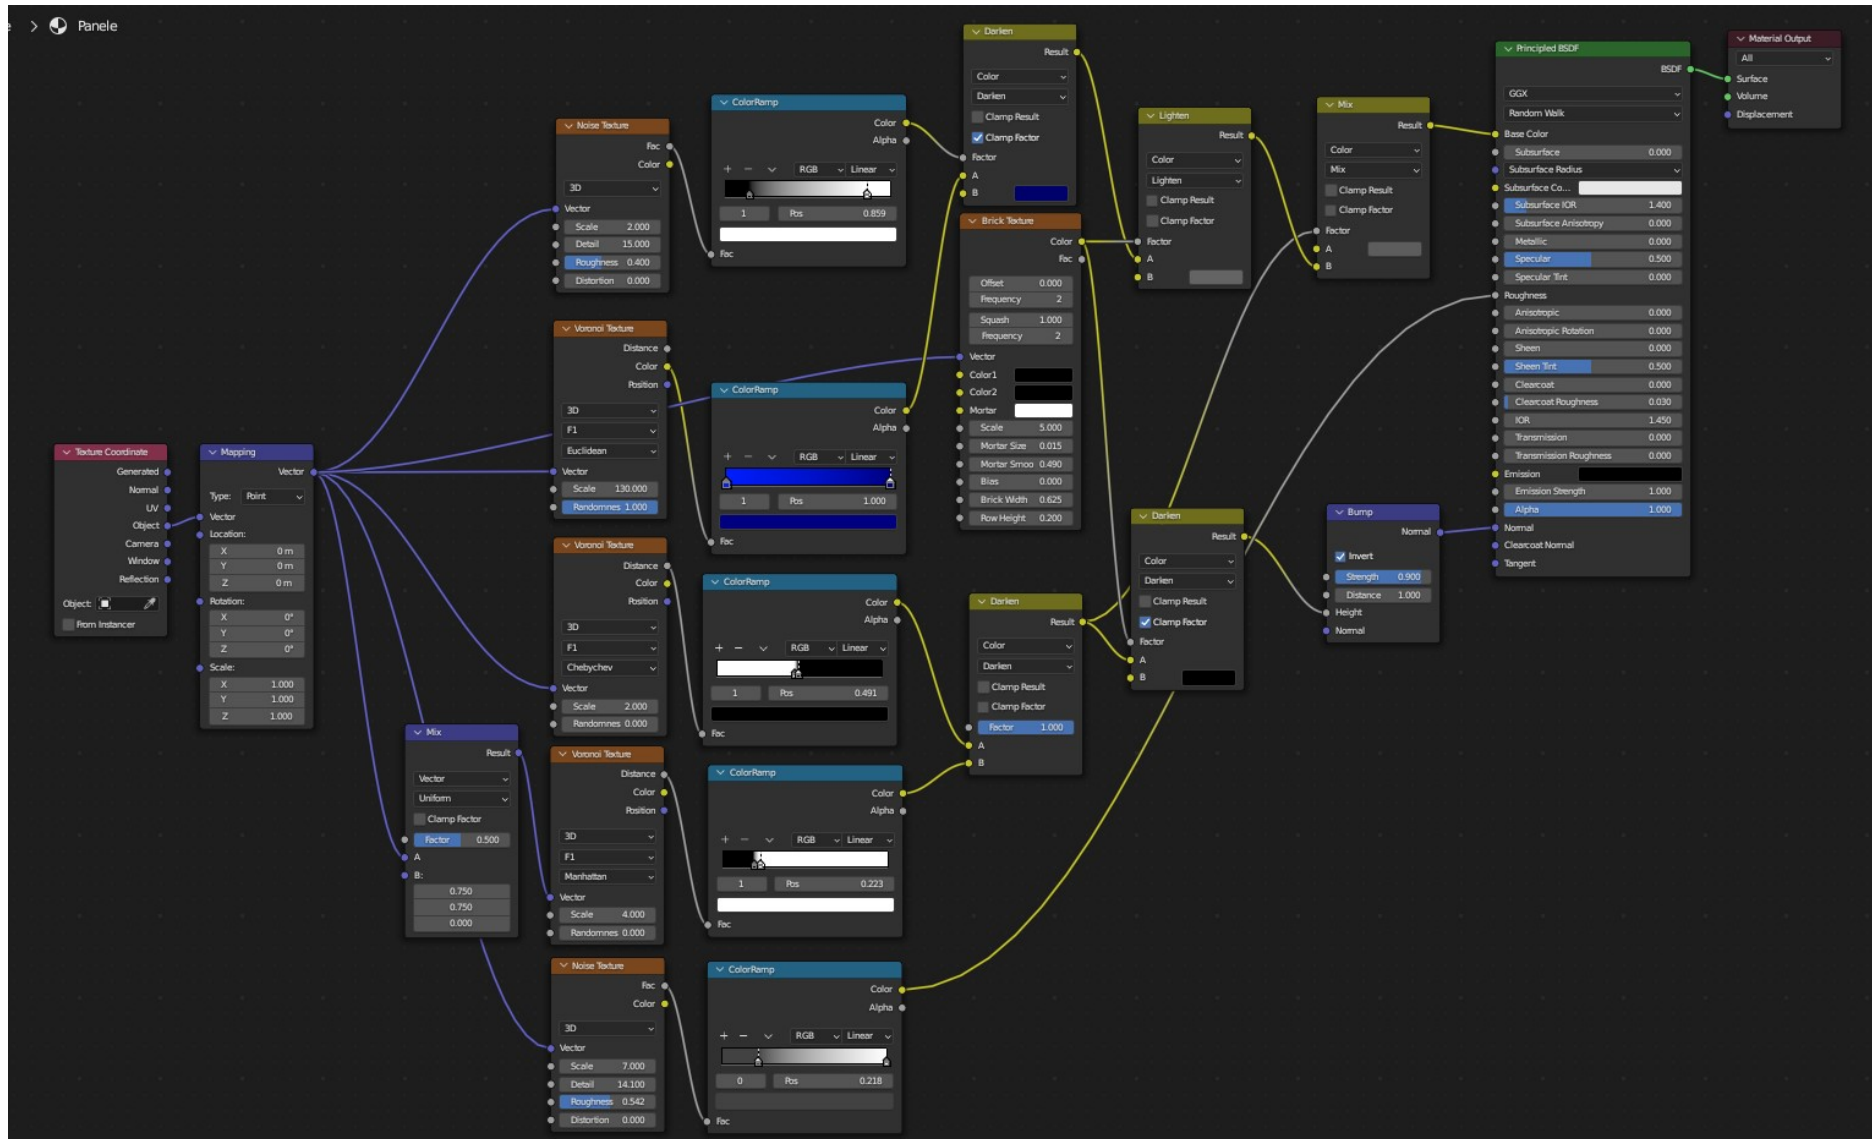 Panele
Texture Coordinate
Generated
Normal
UV
Object
Camera
Window
Reflection
Object:
From Instancer
Mapping
Vector
Type: Point
Vector
Location:
X 0 m
Y 0 m
Z 0 m
Rotation:
X 0°
Y 0°
Z 0°
Scale:
X 1.000
Y 1.000
Z 1.000
Mix
Result
Vector
Uniform
Clamp Factor
Factor 0.500
A
B:
0.750
0.750
0.000
Noise Texture
Fac
Color
3D
Vector
Scale 2.000
Detail 15.000
Roughness 0.400
Distortion 0.000
Voronoi Texture
Distance
Color
Position
3D
F1
Euclidean
Vector
Scale 130.000
Randomnes 1.000
Voronoi Texture
Distance
Color
Position
3D
F1
Chebychev
Vector
Scale 2.000
Randomnes 0.000
Voronoi Texture
Distance
Color
Position
3D
F1
Manhattan
Vector
Scale 4.000
Randomnes 0.000
Noise Texture
Fac
Color
3D
Vector
Scale 7.000
Detail 14.100
Roughness 0.542
Distortion 0.000
ColorRamp
Color
Alpha
+ − RGB Linear
1 Pos 0.859
Fac
ColorRamp
Color
Alpha
+ − RGB Linear
1 Pos 1.000
Fac
ColorRamp
Color
Alpha
+ − RGB Linear
1 Pos 0.491
Fac
ColorRamp
Color
Alpha
+ − RGB Linear
1 Pos 0.223
Fac
ColorRamp
Color
Alpha
+ − RGB Linear
0 Pos 0.218
Fac
Darken
Result
Color
Darken
Clamp Result
Clamp Factor
Factor
A
B
Brick Texture
Color
Fac
Offset 0.000
Frequency 2
Squash 1.000
Frequency 2
Vector
Color1
Color2
Mortar
Scale 5.000
Mortar Size 0.015
Mortar Smoo 0.490
Bias 0.000
Brick Width 0.625
Row Height 0.200
Darken
Result
Color
Darken
Clamp Result
Clamp Factor
Factor 1.000
A
B
Lighten
Result
Color
Lighten
Clamp Result
Clamp Factor
Factor
A
B
Darken
Result
Color
Darken
Clamp Result
Clamp Factor
Factor
A
B
Mix
Result
Color
Mix
Clamp Result
Clamp Factor
Factor
A
B
Bump
Normal
Invert
Strength 0.900
Distance 1.000
Height
Normal
Principled BSDF
BSDF
GGX
Random Walk
Base Color
Subsurface 0.000
Subsurface Radius
Subsurface Co...
Subsurface IOR 1.400
Subsurface Anisotropy 0.000
Metallic 0.000
Specular 0.500
Specular Tint 0.000
Roughness
Anisotropic 0.000
Anisotropic Rotation 0.000
Sheen 0.000
Sheen Tint 0.500
Clearcoat 0.000
Clearcoat Roughness 0.030
IOR 1.450
Transmission 0.000
Transmission Roughness 0.000
Emission
Emission Strength 1.000
Alpha 1.000
Normal
Clearcoat Normal
Tangent
Material Output
All
Surface
Volume
Displacement